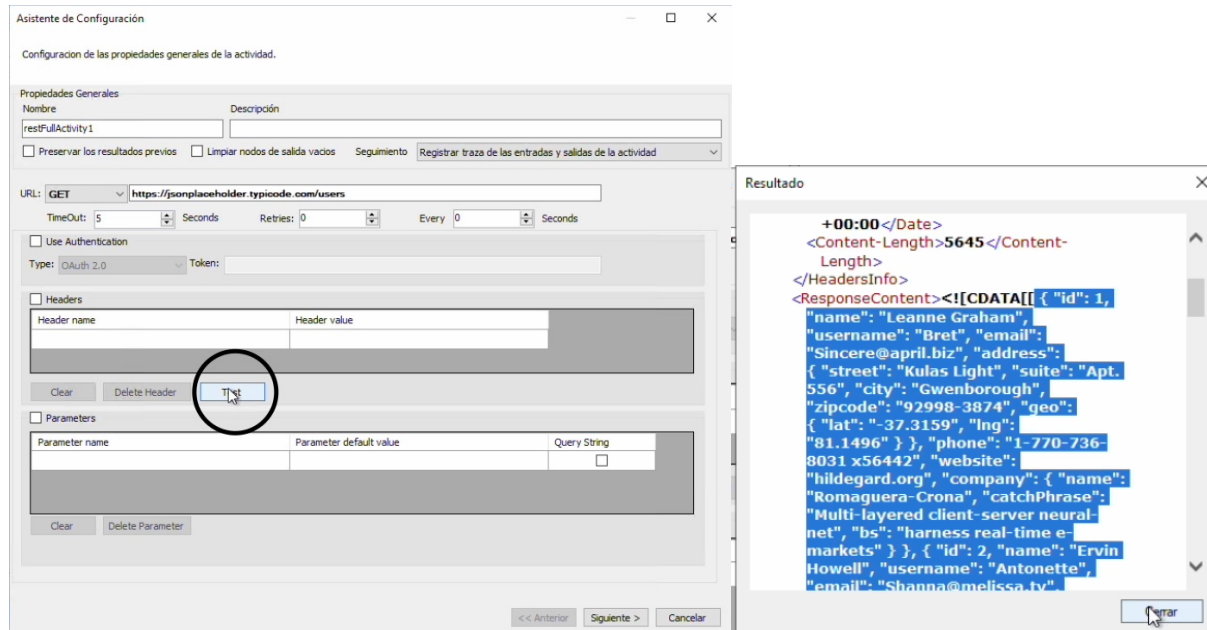 Asistente de Configuración
Configuracion de las propiedades generales de la actividad.
Propiedades Generales
Nombre Descripción
restFullActivity1
Preservar los resultados previos Limpiar nodos de salida vacios Seguimiento Registrar traza de las entradas y salidas de la actividad
URL: GET https://jsonplaceholder.typicode.com/users
TimeOut: 5 Seconds Retries: 0 Every 0 Seconds
Use Authentication
Type: OAuth 2.0 Token:
Headers
Header name Header value
Clear Delete Header Test
Parameters
Parameter name Parameter default value Query String
Clear Delete Parameter
<< Anterior Siguiente > Cancelar
Resultado
+00:00</Date>
<Content-Length>5645</Content-
Length>
</HeadersInfo>
<ResponseContent><![CDATA[[ { "id": 1,
"name": "Leanne Graham",
"username": "Bret", "email":
"Sincere@april.biz", "address":
{ "street": "Kulas Light", "suite": "Apt.
556", "city": "Gwenborough",
"zipcode": "92998-3874", "geo":
{ "lat": "-37.3159", "lng":
"81.1496" } }, "phone": "1-770-736-
8031 x56442", "website":
"hildegard.org", "company": { "name":
"Romaguera-Crona", "catchPhrase":
"Multi-layered client-server neural-
net", "bs": "harness real-time e-
markets" } }, { "id": 2, "name": "Ervin
Howell", "username": "Antonette",
"email": "Shanna@melissa.tv",
Cerrar